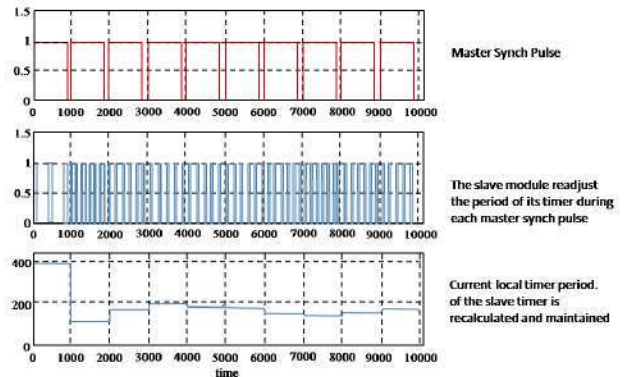 1.5
1
0.5
0
0 1000 2000 3000 4000 5000 6000 7000 8000 9000 10000
Master Synch Pulse
1.5
1
0.5
0
0 1000 2000 3000 4000 5000 6000 7000 8000 9000 10000
The slave module readjust
the period of its timer during
each master synch pulse
400
200
0
0 1000 2000 3000 4000 5000 6000 7000 8000 9000 10000
time
Current local timer period.
of the slave timer is
recalculated and maintained